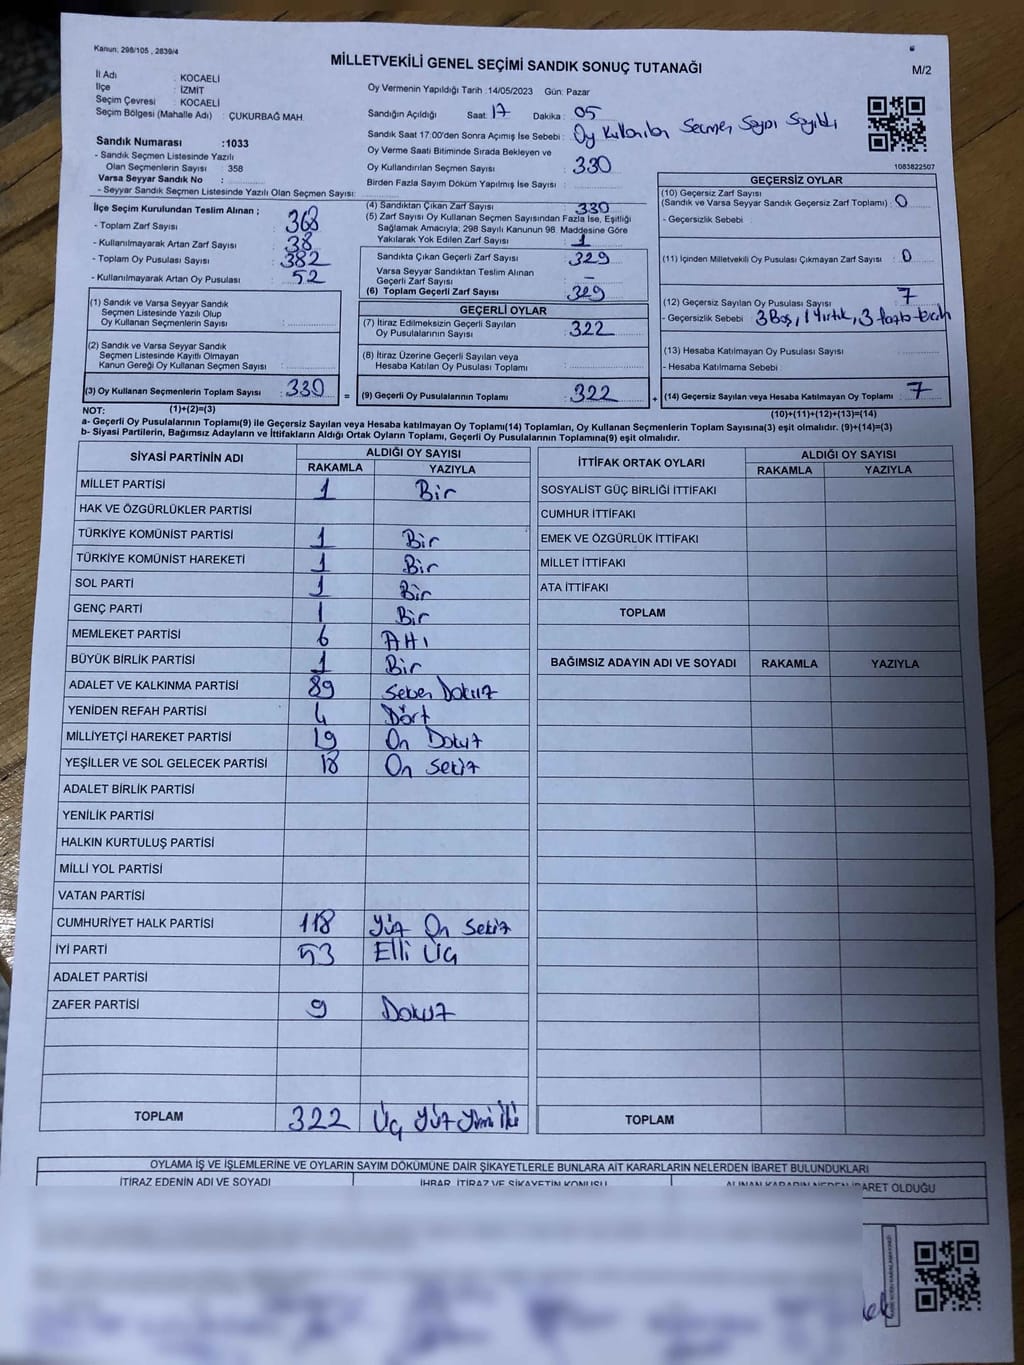 Kanun: 298/105 , 2839/4
MİLLETVEKİLİ GENEL SEÇİMİ SANDIK SONUÇ TUTANAĞI
M/2
İl Adı : KOCAELİ
İlçe : İZMİT
Seçim Çevresi : KOCAELİ
Seçim Bölgesi (Mahalle Adı) : ÇUKURBAĞ MAH.
Sandık Numarası :1033
- Sandık Seçmen Listesinde Yazılı
Olan Seçmenlerin Sayısı : 358
Varsa Seyyar Sandık No :
- Seyyar Sandık Seçmen Listesinde Yazılı Olan Seçmen Sayısı:
Oy Vermenin Yapıldığı Tarih :14/05/2023 Gün: Pazar
Sandığın Açıldığı Saat: 17 Dakika : 05
Sandık Saat 17:00'den Sonra Açımış İse Sebebi : Oy Kullanılan Seçmen Sayısı Sayıldı
Oy Verme Saati Bitiminde Sırada Bekleyen ve
Oy Kullandırılan Seçmen Sayısı : 330
Birden Fazla Sayım Döküm Yapılmış İse Sayısı :
1083822507
İlçe Seçim Kurulundan Teslim Alınan ;
- Toplam Zarf Sayısı : 368
- Kullanılmayarak Artan Zarf Sayısı : 38
- Toplam Oy Pusulası Sayısı : 382
- Kullanılmayarak Artan Oy Pusulası : 52
(1) Sandık ve Varsa Seyyar Sandık
Seçmen Listesinde Yazılı Olup
Oy Kullanan Seçmenlerin Sayısı :
(2) Sandık ve Varsa Seyyar Sandık
Seçmen Listesinde Kayıtlı Olmayan
Kanun Gereği Oy Kullanan Seçmen Sayısı :
(3) Oy Kullanan Seçmenlerin Toplam Sayısı : 330
(4) Sandıktan Çıkan Zarf Sayısı : 330
(5) Zarf Sayısı Oy Kullanan Seçmen Sayısından Fazla İse, Eşitliği
Sağlamak Amacıyla; 298 Sayılı Kanunun 98. Maddesine Göre
Yakılarak Yok Edilen Zarf Sayısı : 1
Sandıkta Çıkan Geçerli Zarf Sayısı : 329
Varsa Seyyar Sandıktan Teslim Alınan
Geçerli Zarf Sayısı : -
(6) Toplam Geçerli Zarf Sayısı : 329
GEÇERLİ OYLAR
(7) İtiraz Edilmeksizin Geçerli Sayılan
Oy Pusulalarının Sayısı : 322
(8) İtiraz Üzerine Geçerli Sayılan veya
Hesaba Katılan Oy Pusulası Toplamı :
= (9) Geçerli Oy Pusulalarının Toplamı : 322
GEÇERSİZ OYLAR
(10) Geçersiz Zarf Sayısı
(Sandık ve Varsa Seyyar Sandık Geçersiz Zarf Toplamı) : 0
- Geçersizlik Sebebi :
(11) İçinden Milletvekili Oy Pusulası Çıkmayan Zarf Sayısı : 0
(12) Geçersiz Sayılan Oy Pusulası Sayısı : 7
- Geçersizlik Sebebi : 3 Boş, 1 Yırtık, 3 fazla tercih
(13) Hesaba Katılmayan Oy Pusulası Sayısı :
- Hesaba Katılmama Sebebi :
+ (14) Geçersiz Sayılan veya Hesaba Katılmayan Oy Toplamı : 7
NOT: (1)+(2)=(3)
(10)+(11)+(12)+(13)=(14)
a- Geçerli Oy Pusulalarının Toplamı(9) ile Geçersiz Sayılan veya Hesaba katılmayan Oy Toplamı(14) Toplamları, Oy Kullanan Seçmenlerin Toplam Sayısına(3) eşit olmalıdır. (9)+(14)=(3)
b- Siyasi Partilerin, Bağımsız Adayların ve İttifakların Aldığı Ortak Oyların Toplamı, Geçerli Oy Pusulalarının Toplamına(9) eşit olmalıdır.
SİYASİ PARTİNİN ADI ALDIĞI OY SAYISI
RAKAMLA YAZIYLA
MİLLET PARTİSİ 1 Bir
HAK VE ÖZGÜRLÜKLER PARTİSİ
TÜRKİYE KOMÜNİST PARTİSİ 1 Bir
TÜRKİYE KOMÜNİST HAREKETİ 1 Bir
SOL PARTİ 1 Bir
GENÇ PARTİ 1 Bir
MEMLEKET PARTİSİ 6 AHı
BÜYÜK BİRLİK PARTİSİ 1 Bir
ADALET VE KALKINMA PARTİSİ 89 Seksen Dokuz
YENİDEN REFAH PARTİSİ 4 Dört
MİLLİYETÇİ HAREKET PARTİSİ 19 On Dokuz
YEŞİLLER VE SOL GELECEK PARTİSİ 18 On Sekiz
ADALET BİRLİK PARTİSİ
YENİLİK PARTİSİ
HALKIN KURTULUŞ PARTİSİ
MİLLİ YOL PARTİSİ
VATAN PARTİSİ
CUMHURİYET HALK PARTİSİ 118 Yüz On Sekiz
İYİ PARTİ 53 Elli Üç
ADALET PARTİSİ
ZAFER PARTİSİ 9 Dokuz
TOPLAM 322 Üç Yüz Yirmi İki
İTTİFAK ORTAK OYLARI ALDIĞI OY SAYISI
RAKAMLA YAZIYLA
SOSYALİST GÜÇ BİRLİĞİ İTTİFAKI
CUMHUR İTTİFAKI
EMEK VE ÖZGÜRLÜK İTTİFAKI
MİLLET İTTİFAKI
ATA İTTİFAKI
TOPLAM
BAĞIMSIZ ADAYIN ADI VE SOYADI RAKAMLA YAZIYLA
TOPLAM
OYLAMA İŞ VE İŞLEMLERİNE VE OYLARIN SAYIM DÖKÜMÜNE DAİR ŞİKAYETLERLE BUNLARA AİT KARARLARIN NELERDEN İBARET BULUNDUKLARI
İTİRAZ EDENİN ADI VE SOYADI İHBAR, İTİRAZ VE ŞİKAYETİN KONUSU ALINAN KARARIN NEDEN İBARET OLDUĞU